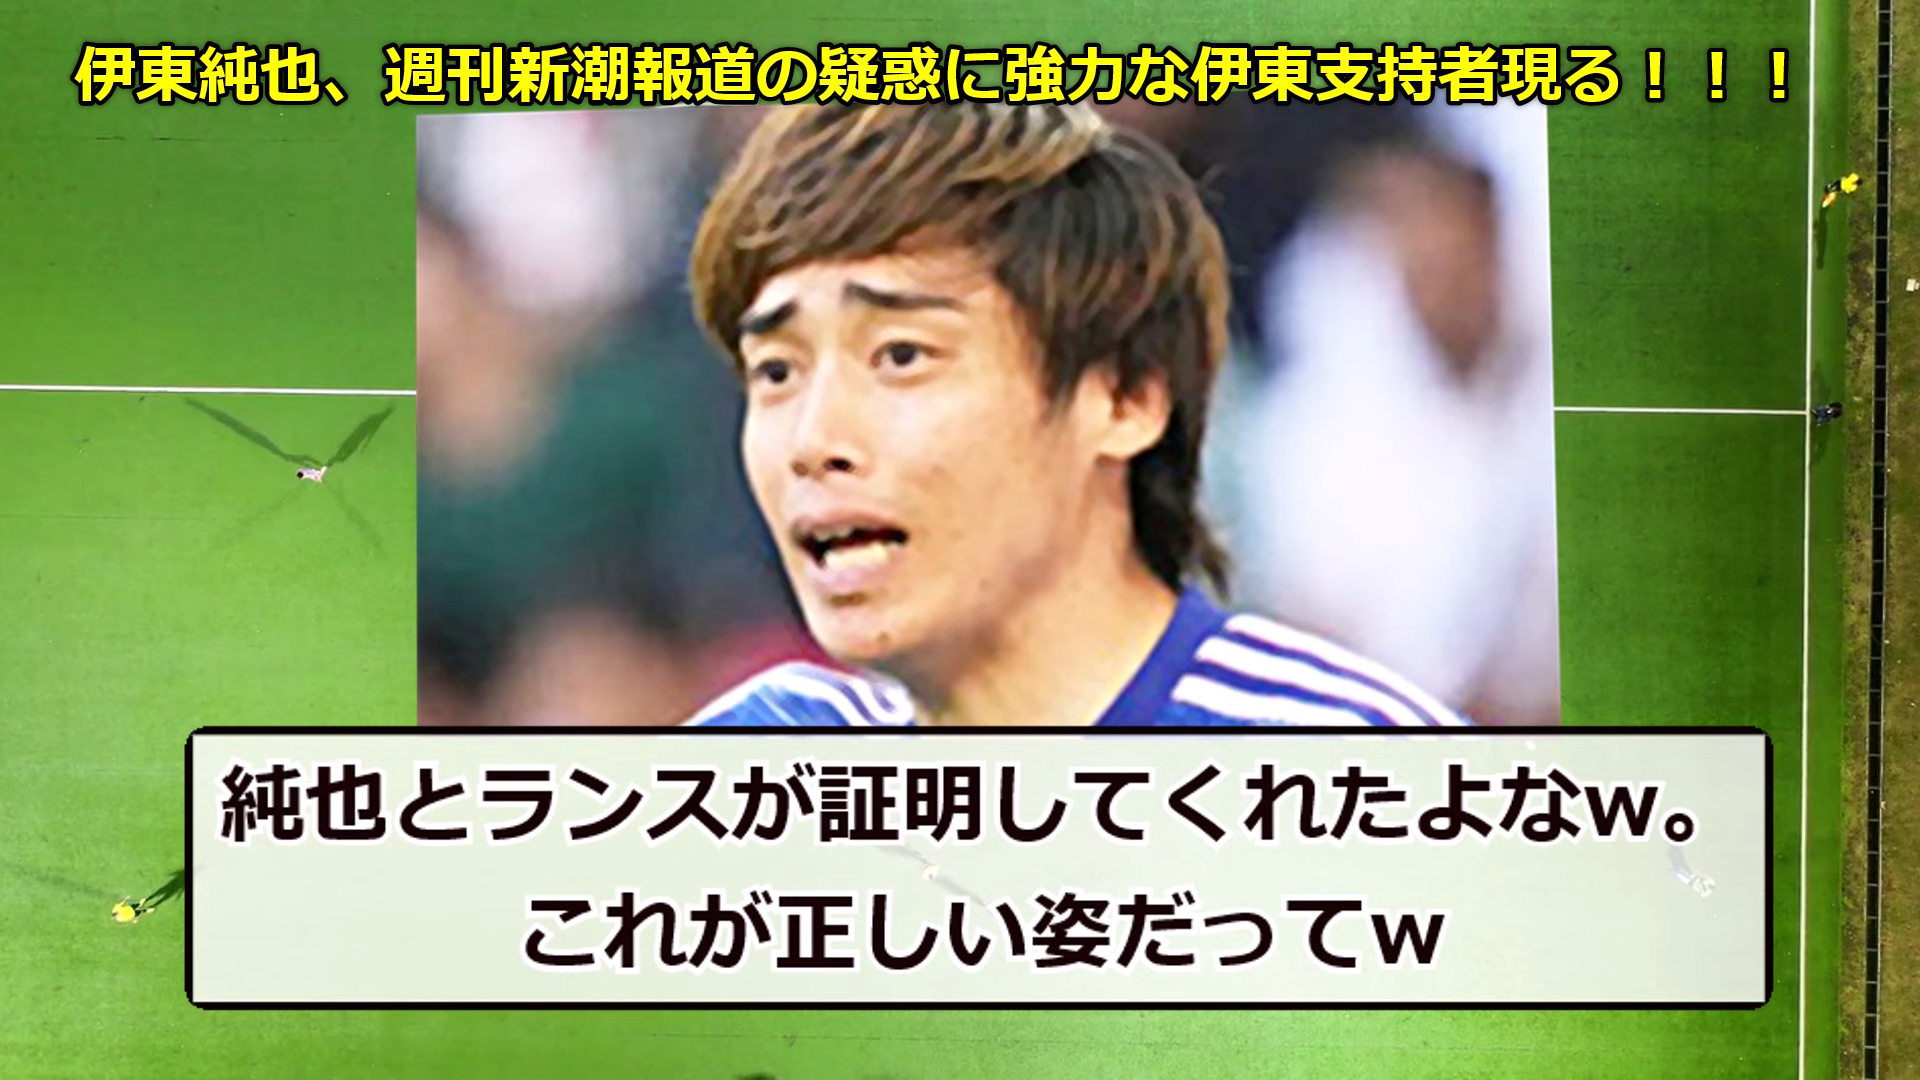 伊東純也、週刊新潮報道の疑惑に強力な伊東支持者現る！！！
純也とランスが証明してくれたよなw。
これが正しい姿だってw